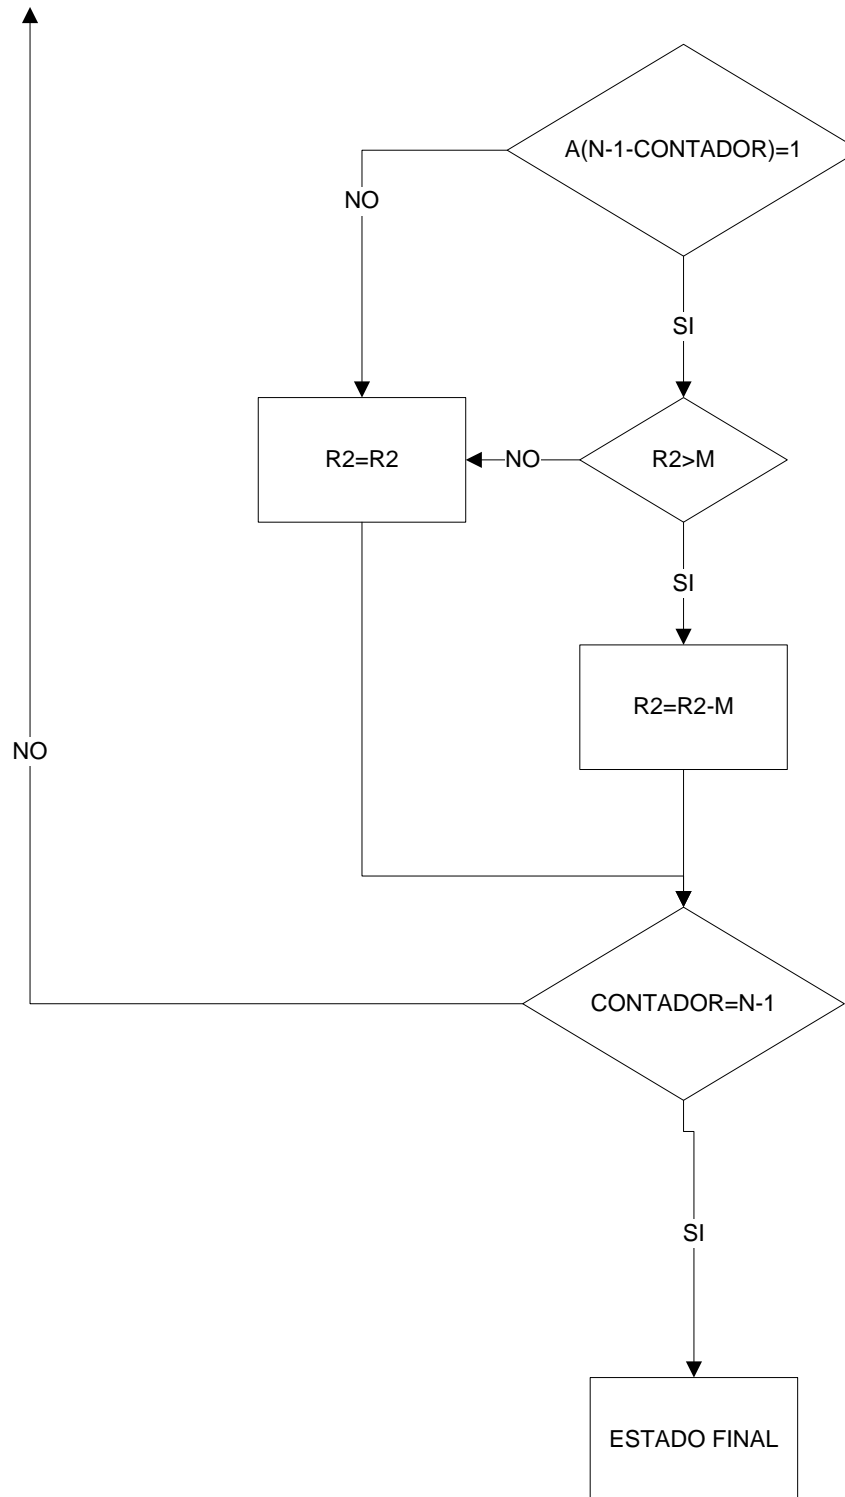 A(N-1-CONTADOR)=1
NO
SI
R2=R2
NO
R2>M
SI
R2=R2-M
NO
CONTADOR=N-1
SI
ESTADO FINAL